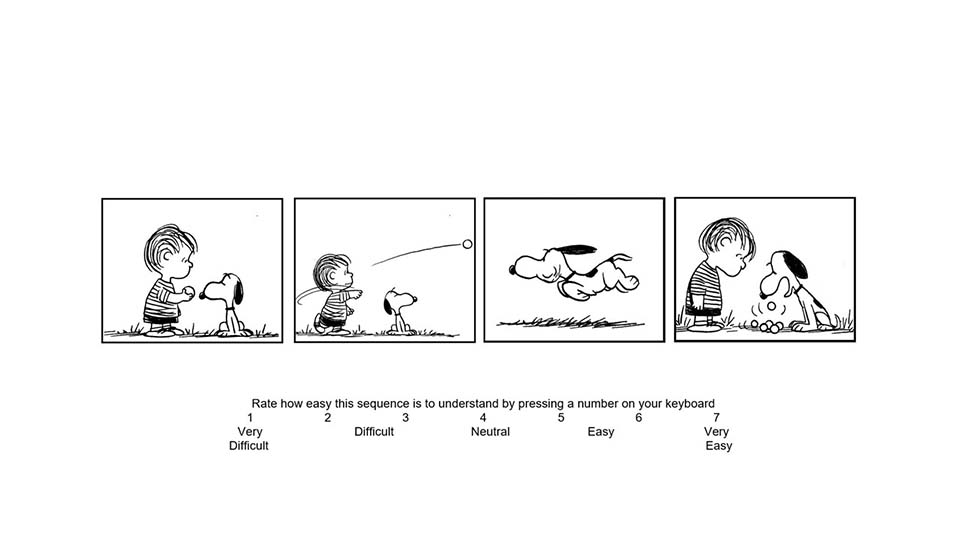 Rate how easy this sequence is to understand by pressing a number on your keyboard
1 2 3 4 5 6 7
Very Difficult Neutral Easy Very
Difficult Easy